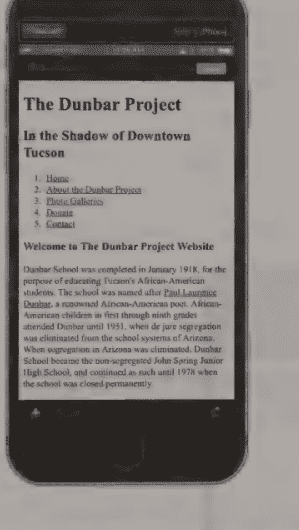 The Dunbar Project
In the Shadow of Downtown
Tucson
1. Home
2. About the Dunbar Project
3. Photo Galleries
4. Donate
5. Contact
Welcome to The Dunbar Project Website
Dunbar School was completed in January 1918, for the
purpose of educating Tucson's African-American
students. The school was named after Paul Laurence
Dunbar, a renowned African-American poet. African-
American children in first through ninth grades
attended Dunbar until 1951, when de jure segregation
was eliminated from the school systems of Arizona.
When segregation in Arizona was eliminated, Dunbar
School became the non-segregated John Spring Junior
High School, and continued as such until 1978 when
the school was closed permanently.